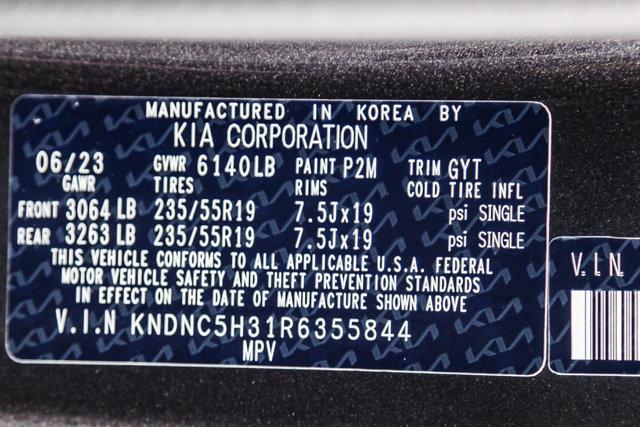 MANUFACTURED IN KOREA BY
KIA CORPORATION
06/23 GVWR 6140LB PAINT P2M TRIM GYT
GAWR TIRES RIMS COLD TIRE INFL
FRONT 3064 LB 235/55R19 7.5Jx19 psi SINGLE
REAR 3263 LB 235/55R19 7.5Jx19 psi SINGLE
THIS VEHICLE CONFORMS TO ALL APPLICABLE U.S.A. FEDERAL
MOTOR VEHICLE SAFETY AND THEFT PREVENTION STANDARDS
IN EFFECT ON THE DATE OF MANUFACTURE SHOWN ABOVE
V.I.N KNDNC5H31R6355844
MPV
V.I.N.